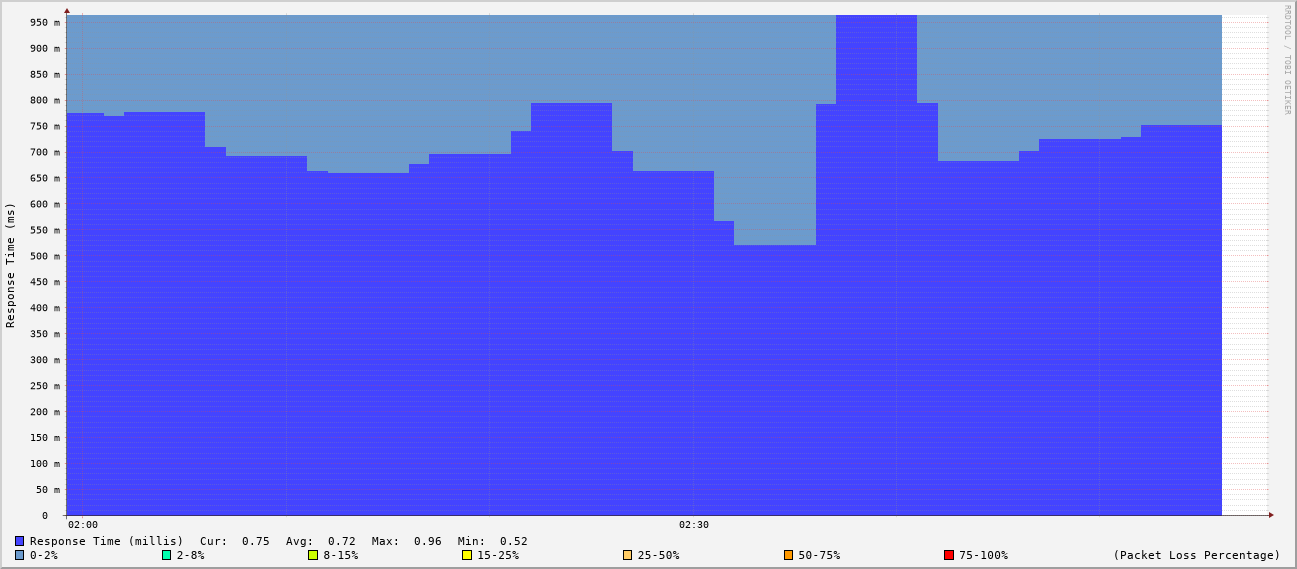 RRDTOOL / TOBI OETIKER
Response Time (ms)
950 m
900 m
850 m
800 m
750 m
700 m
650 m
600 m
550 m
500 m
450 m
400 m
350 m
300 m
250 m
200 m
150 m
100 m
50 m
0
02:00 02:30
Response Time (millis) Cur: 0.75 Avg: 0.72 Max: 0.96 Min: 0.52
0-2% 2-8% 8-15% 15-25% 25-50% 50-75% 75-100% (Packet Loss Percentage)